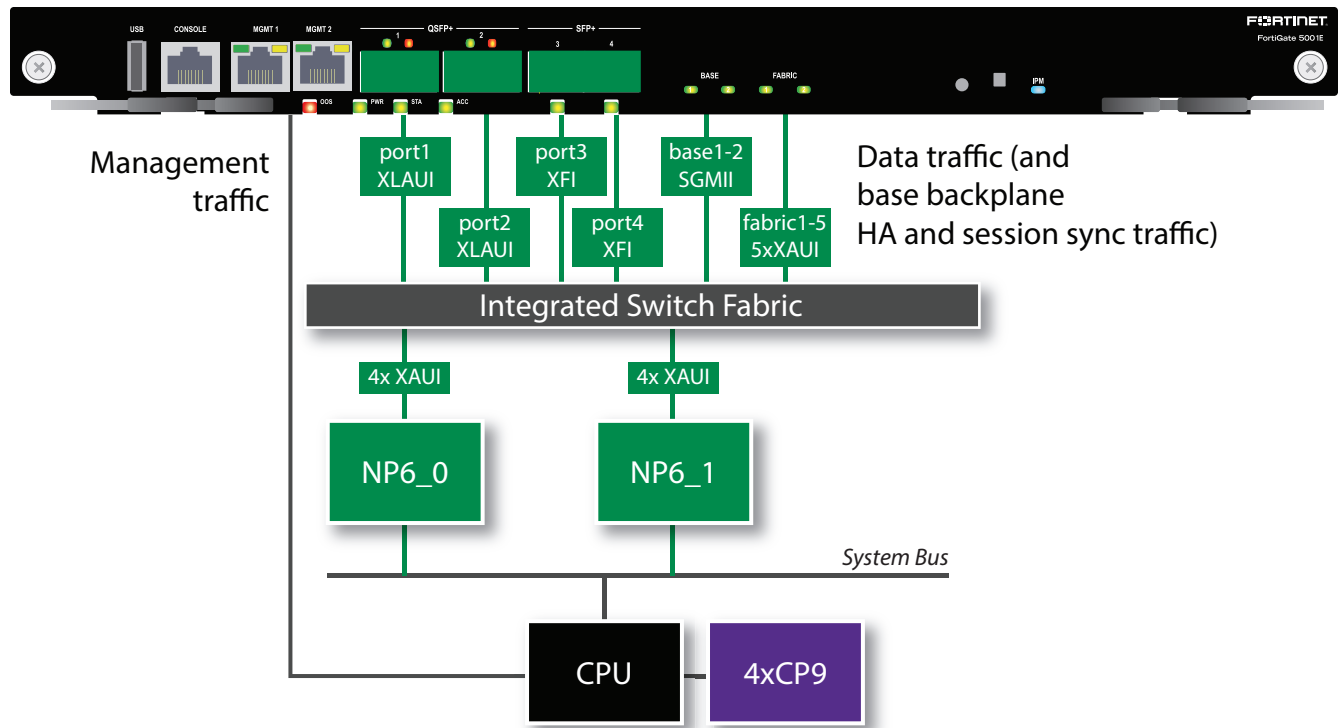 USB
CONSOLE
MGMT 1
MGMT 2
QSFP+
1
2
SFP+
3
4
BASE
FABRIC
IPM
FORTINET
FortiGate 5001E
OOS
PWR
STA
ACC
Management
traffic
port1
XLAUI
port2
XLAUI
port3
XFI
port4
XFI
base1-2
SGMII
fabric1-5
5xXAUI
Data traffic (and
base backplane
HA and session sync traffic)
Integrated Switch Fabric
4x XAUI
4x XAUI
NP6_0
NP6_1
System Bus
CPU
4xCP9